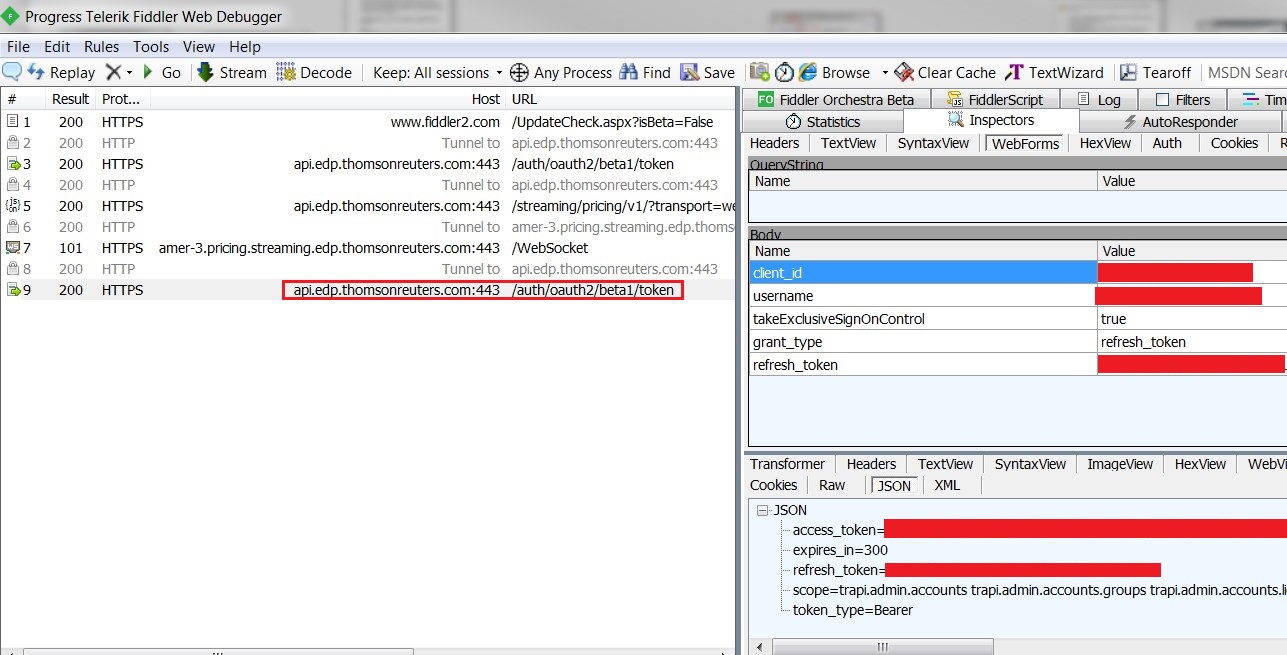 Progress Telerik Fiddler Web Debugger
File Edit Rules Tools View Help
Replay Go Stream Decode Keep: All sessions Any Process Find Save Browse Clear Cache TextWizard Tearoff MSDN Sear
# Result Prot... Host URL
1 200 HTTPS www.fiddler2.com /UpdateCheck.aspx?isBeta=False
2 200 HTTP Tunnel to api.edp.thomsonreuters.com:443
3 200 HTTPS api.edp.thomsonreuters.com:443 /auth/oauth2/beta1/token
4 200 HTTP Tunnel to api.edp.thomsonreuters.com:443
5 200 HTTPS api.edp.thomsonreuters.com:443 /streaming/pricing/v1/?transport=we
6 200 HTTP Tunnel to amer-3.pricing.streaming.edp.thoms
7 101 HTTPS amer-3.pricing.streaming.edp.thomsonreuters.com:443 /WebSocket
8 200 HTTP Tunnel to api.edp.thomsonreuters.com:443
9 200 HTTPS api.edp.thomsonreuters.com:443 /auth/oauth2/beta1/token
FO Fiddler Orchestra Beta FiddlerScript Log Filters Tim
Statistics Inspectors AutoResponder
Headers TextView SyntaxView WebForms HexView Auth Cookies R
QueryString
Name Value
Body
Name Value
client_id
username
takeExclusiveSignOnControl true
grant_type refresh_token
refresh_token
Transformer Headers TextView SyntaxView ImageView HexView WebVi
Cookies Raw JSON XML
JSON
access_token=
expires_in=300
refresh_token=
scope=trapi.admin.accounts trapi.admin.accounts.groups trapi.admin.accounts.li
token_type=Bearer